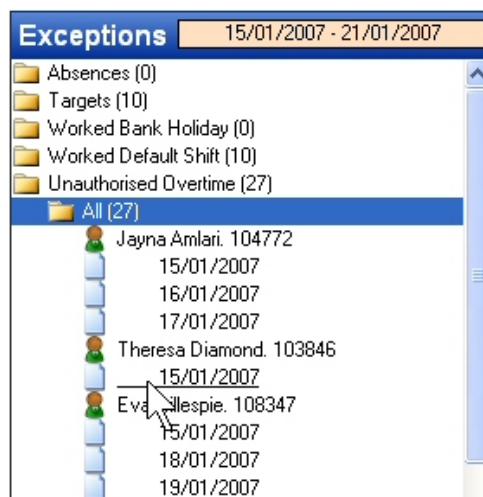 Exceptions 15/01/2007 - 21/01/2007
Absences (0)
Targets (10)
Worked Bank Holiday (0)
Worked Default Shift (10)
Unauthorised Overtime (27)
All (27)
Jayna Amlari. 104772
15/01/2007
16/01/2007
17/01/2007
Theresa Diamond. 103846
15/01/2007
Eva Gillespie. 108347
15/01/2007
18/01/2007
19/01/2007